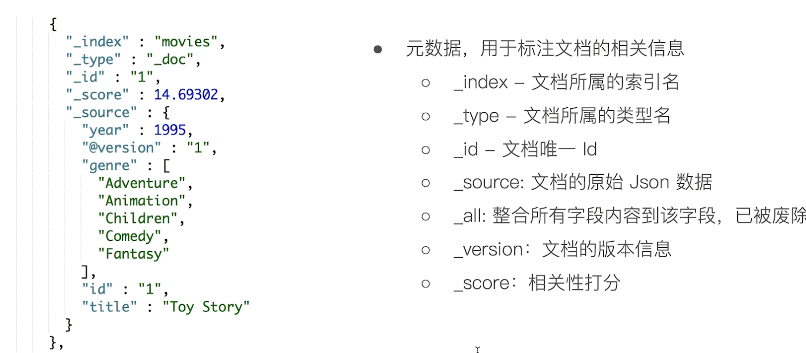 {
"_index" : "movies",
"_type" : "_doc",
"_id" : "1",
"_score" : 14.69302,
"_source" : {
"year" : 1995,
"@version" : "1",
"genre" : [
"Adventure",
"Animation",
"Children",
"Comedy",
"Fantasy"
],
"id" : "1",
"title" : "Toy Story"
}
},
● 元数据，用于标注文档的相关信息
○ _index – 文档所属的索引名
○ _type – 文档所属的类型名
○ _id – 文档唯一 Id
○ _source: 文档的原始 Json 数据
○ _all: 整合所有字段内容到该字段，已被废除
○ _version：文档的版本信息
○ _score：相关性打分